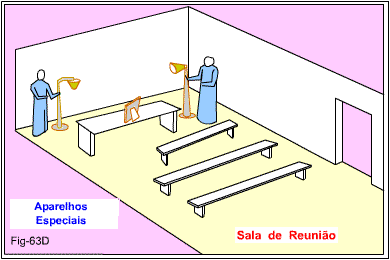 Aparelhos
Especiais
Sala de Reunião
Fig-63D